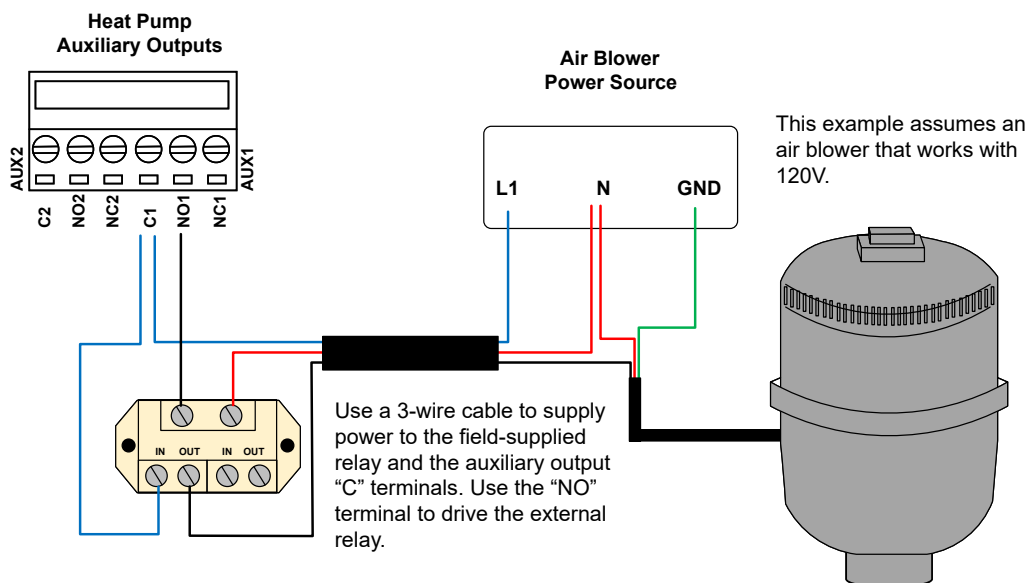 Heat Pump
Auxiliary Outputs
AUX2
AUX1
C2
NO2
NC2
C1
NO1
NC1
Air Blower
Power Source
L1 N GND
This example assumes an
air blower that works with
120V.
IN OUT IN OUT
Use a 3-wire cable to supply
power to the field-supplied
relay and the auxiliary output
“C” terminals. Use the “NO”
terminal to drive the external
relay.